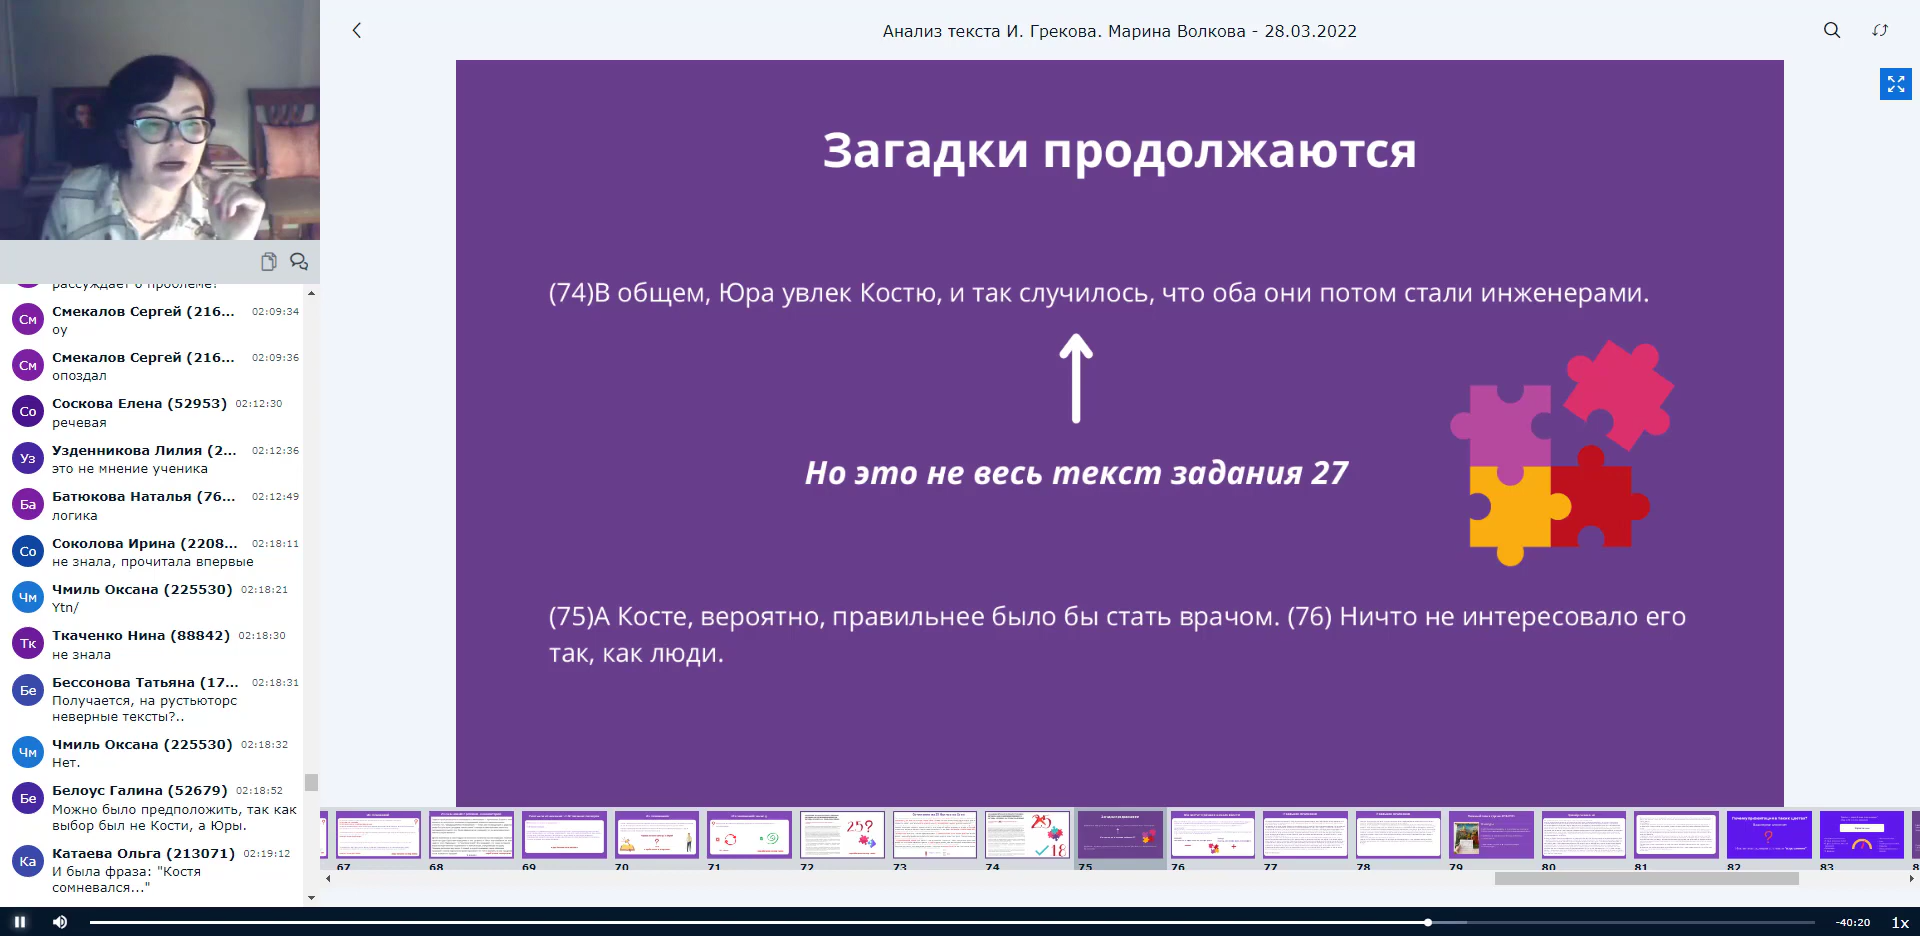 Анализ текста И. Грекова. Марина Волкова - 28.03.2022
Загадки продолжаются
(74)В общем, Юра увлек Костю, и так случилось, что оба они потом стали инженерами.
Но это не весь текст задания 27
(75)А Косте, вероятно, правильнее было бы стать врачом. (76) Ничто не интересовало его
так, как люди.
рассуждает о проблеме?
См
Смекалов Сергей (216... 02:09:34
оу
См
Смекалов Сергей (216... 02:09:36
опоздал
Со
Соскова Елена (52953) 02:12:30
речевая
Уз
Узденникова Лилия (2... 02:12:36
это не мнение ученика
Ба
Батюкова Наталья (76... 02:12:49
логика
Со
Соколова Ирина (2208... 02:18:11
не знала, прочитала впервые
Чм
Чмиль Оксана (225530) 02:18:21
Ytn/
Тк
Ткаченко Нина (88842) 02:18:30
не знала
Бе
Бессонова Татьяна (17... 02:18:31
Получается, на рустьюторс
неверные тексты?..
Чм
Чмиль Оксана (225530) 02:18:32
Нет.
Бе
Белоус Галина (52679) 02:18:52
Можно было предположить, так как
выбор был не Кости, а Юры.
Ка
Катаева Ольга (213071) 02:19:12
И была фраза: "Костя
сомневался..."
67 68 69 70 71 72 73 74 75 76 77 78 79 80 81 82 83
-40:20 1x